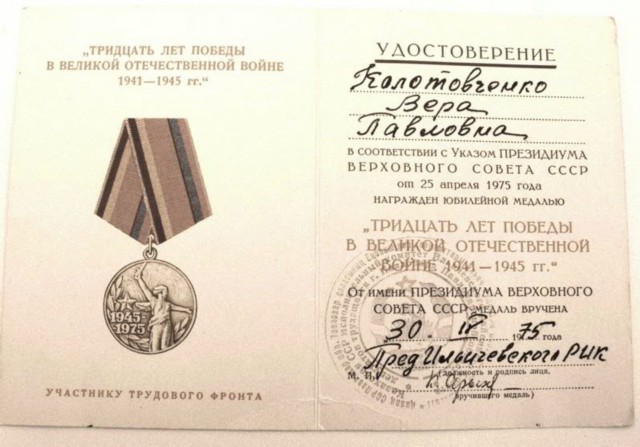 „ТРИДЦАТЬ ЛЕТ ПОБЕДЫ
В ВЕЛИКОЙ ОТЕЧЕСТВЕННОЙ ВОЙНЕ
1941—1945 гг.“
1945
1975
УЧАСТНИКУ ТРУДОВОГО ФРОНТА
УДОСТОВЕРЕНИЕ
Колотовченко
Вера
Павловна
В СООТВЕТСТВИИ С УКАЗОМ ПРЕЗИДИУМА
ВЕРХОВНОГО СОВЕТА СССР
от 25 апреля 1975 года
НАГРАЖДЕН ЮБИЛЕЙНОЙ МЕДАЛЬЮ
„ТРИДЦАТЬ ЛЕТ ПОБЕДЫ
В ВЕЛИКОЙ ОТЕЧЕСТВЕННОЙ
ВОЙНЕ 1941—1945 гг.“
От имени ПРЕЗИДИУМА ВЕРХОВНОГО
СОВЕТА СССР МЕДАЛЬ ВРУЧЕНА
30. 1975 года
Пред Ильичевского РИК
М. П. (должность и подпись лица,
вручившего медаль)